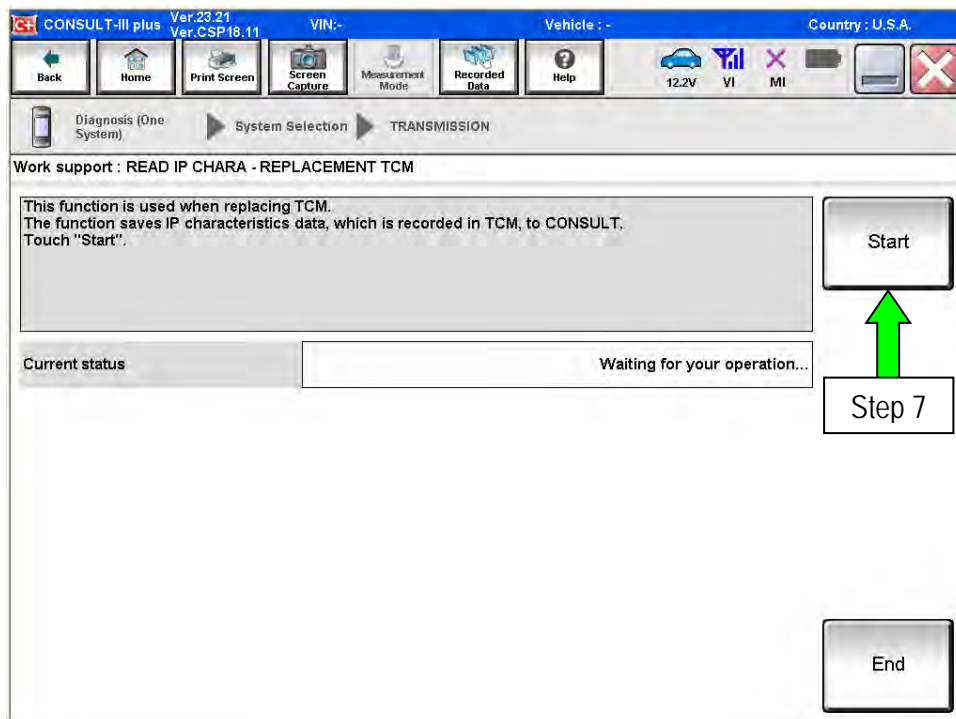 C+ CONSULT-III plus Ver.23.21 VIN:- Vehicle : - Country : U.S.A.
Ver.CSP18.11
Back Home Print Screen Screen Capture Measurement Mode Recorded Data Help 12.2V VI MI
Diagnosis (One System) System Selection TRANSMISSION
Work support : READ IP CHARA - REPLACEMENT TCM
This function is used when replacing TCM.
The function saves IP characteristics data, which is recorded in TCM, to CONSULT.
Touch "Start".
Start
Current status Waiting for your operation...
Step 7
End